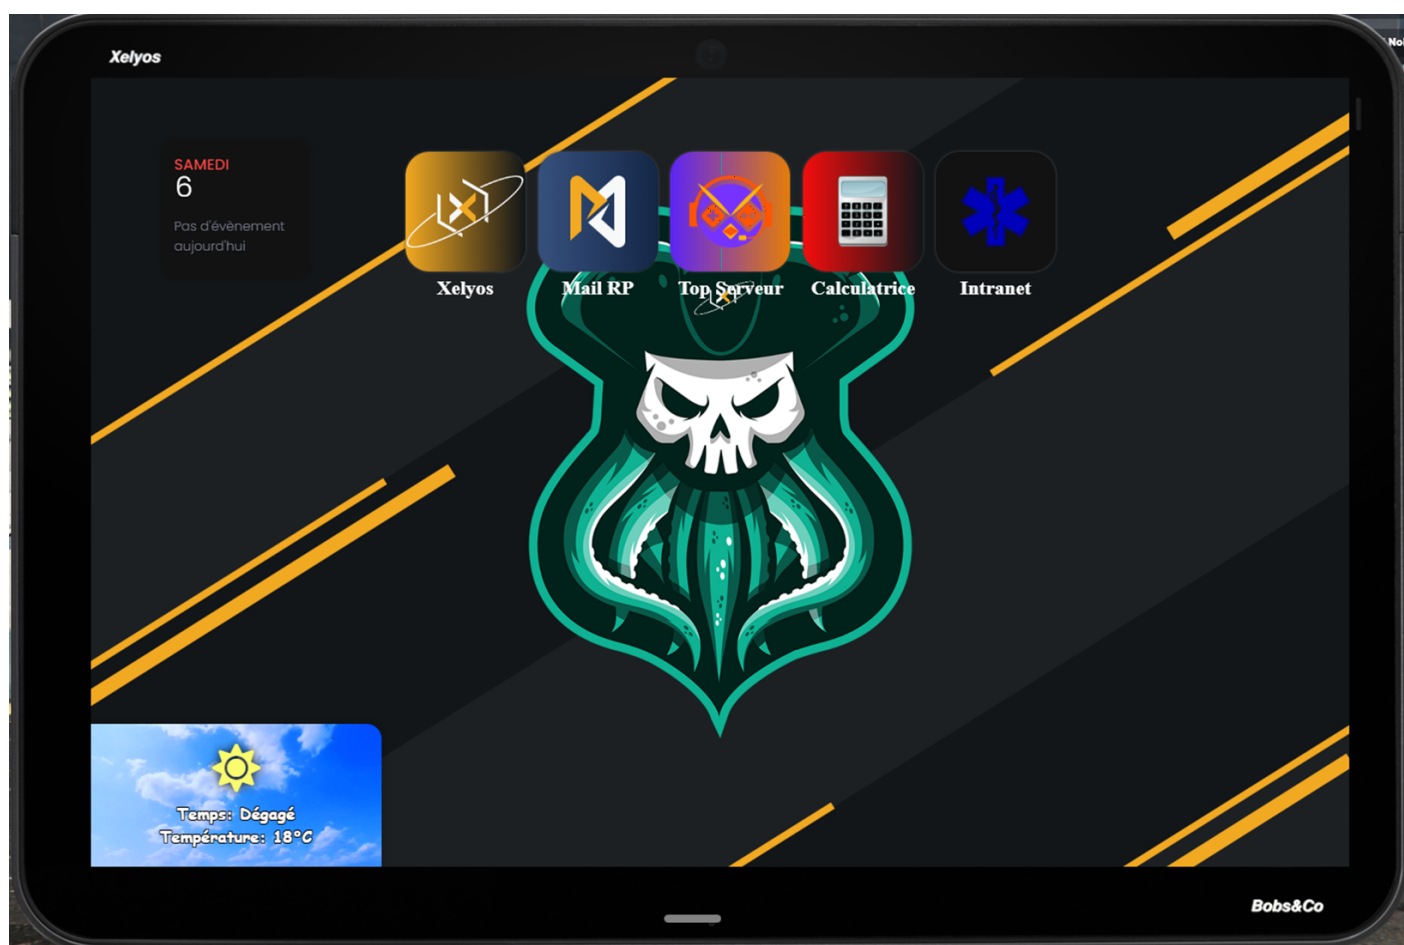 Xelyos
SAMEDI
6
Pas d'évènement
aujourd'hui
Xelyos
Mail RP
Top Serveur
Calculatrice
Intranet
Temps: Dégagé
Température: 18°C
Bobs&Co